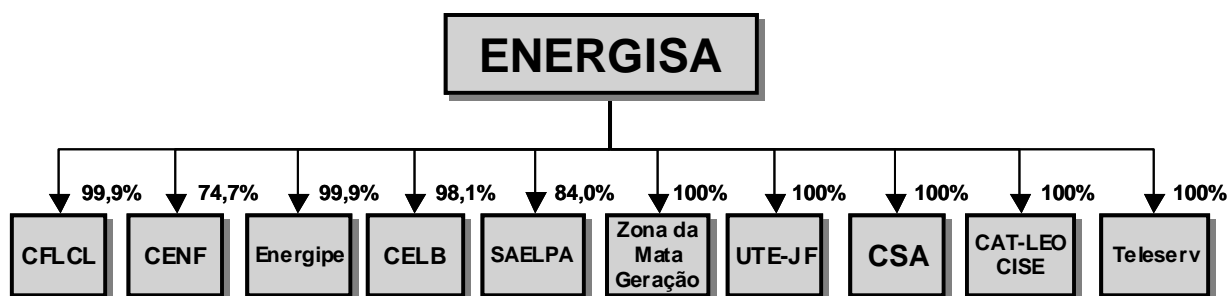 ENERGISA
99,9% 74,7% 99,9% 98,1% 84,0% 100% 100% 100% 100% 100%
CFLCL
CENF
Energipe
CELB
SAELPA
Zona da
Mata
Geração
UTE-JF
CSA
CAT-LEO
CISE
Teleserv